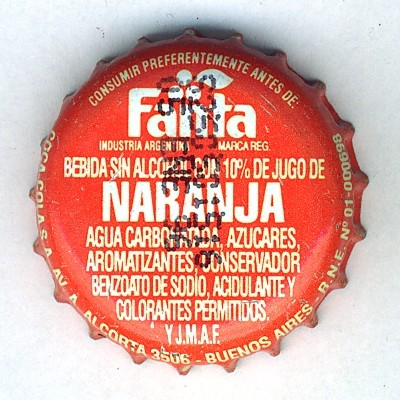 CONSUMIR PREFERENTEMENTE ANTES DE:
Fanta
INDUSTRIA ARGENTINA MARCA REG.
BEBIDA SIN ALCOHOL CON 10% DE JUGO DE
NARANJA
AGUA CARBONATADA, AZUCARES,
AROMATIZANTES, CONSERVADOR
BENZOATO DE SODIO, ACIDULANTE Y
COLORANTES PERMITIDOS.
Y J.M.A.F.
COCA-COLA S.A. AV. A. ALCORTA 3506 - BUENOS AIRES - R.N.E. Nº 01-000698